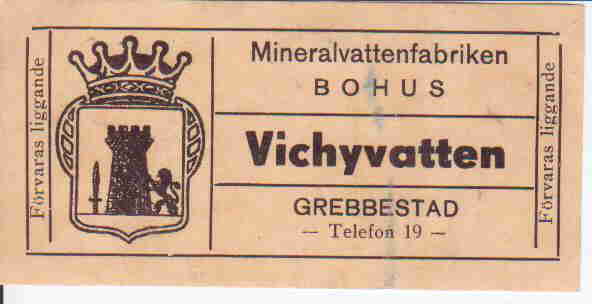 Förvaras liggande
Mineralvattenfabriken
BOHUS
Vichyvatten
GREBBESTAD
— Telefon 19 —
Förvaras liggande